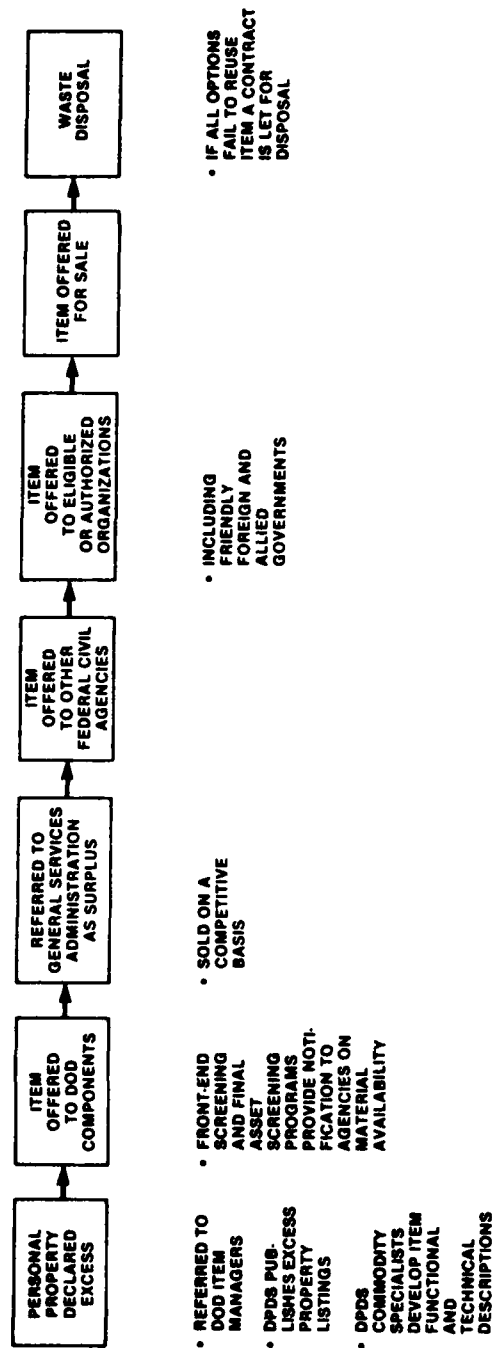 PERSONAL
PROPERTY
DECLARED
EXCESS
ITEM
OFFERED
TO DOD
COMPONENTS
REFERRED TO
GENERAL SERVICES
ADMINISTRATION
AS SURPLUS
ITEM
OFFERED
TO OTHER
FEDERAL CIVIL
AGENCIES
ITEM
OFFERED
TO ELIGIBLE
OR AUTHORIZED
ORGANIZATIONS
ITEM OFFERED
FOR SALE
WASTE
DISPOSAL
• REFERRED TO
DOD ITEM
MANAGERS
• DPDS PUB-
LISHES EXCESS
PROPERTY
LISTINGS
• DPDS
COMMODITY
SPECIALISTS
DEVELOP ITEM
FUNCTIONAL
AND
TECHNICAL
DESCRIPTIONS
• FRONT-END
SCREENING
AND FINAL
ASSET
SCREENING
PROGRAMS
PROVIDE NOTI-
FICATION TO
AGENCIES ON
MATERIAL
AVAILABILITY
• SOLD ON A
COMPETITIVE
BASIS
• INCLUDING
FRIENDLY
FOREIGN AND
ALLIED
GOVERNMENTS
• IF ALL OPTIONS
FAIL TO REUSE
ITEM A CONTRACT
IS LET FOR
DISPOSAL